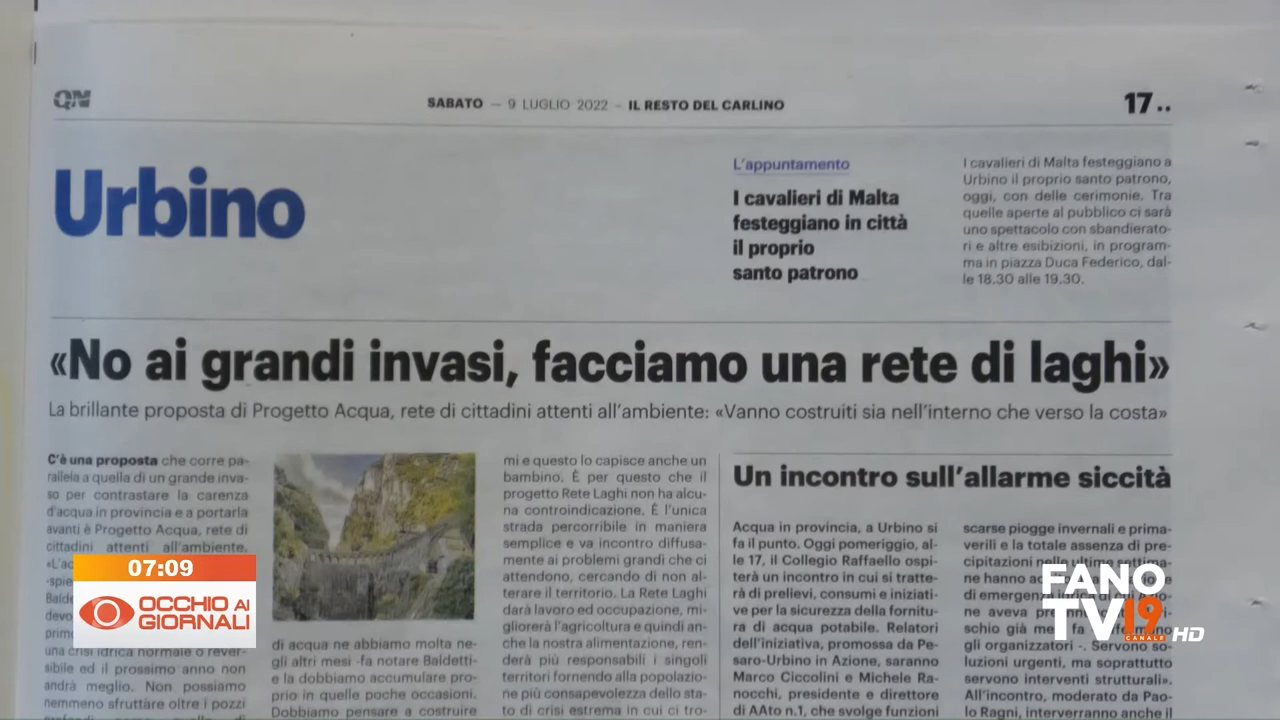 QN
SABATO — 9 LUGLIO 2022 – IL RESTO DEL CARLINO
17..
Urbino
L'appuntamento
I cavalieri di Malta
festeggiano in città
il proprio
santo patrono
I cavalieri di Malta festeggiano a
Urbino il proprio santo patrono,
oggi, con delle cerimonie. Tra
quelle aperte al pubblico ci sarà
uno spettacolo con sbandierato-
ri e altre esibizioni, in program-
ma in piazza Duca Federico, dal-
le 18.30 alle 19.30.
«No ai grandi invasi, facciamo una rete di laghi»
La brillante proposta di Progetto Acqua, rete di cittadini attenti all'ambiente: «Vanno costruiti sia nell'interno che verso la costa»
C'è una proposta che corre pa-
rallela a quella di un grande inva-
so per contrastare la carenza
d'acqua in provincia e a portarla
avanti è Progetto Acqua, rete di
cittadini attenti all'ambiente.
una crisi idrica normale o rever-
sibile ed il prossimo anno non
andrà meglio. Non possiamo
nemmeno sfruttare oltre i pozzi
di acqua ne abbiamo molta ne-
gli altri mesi -fa notare Baldetti-
e la dobbiamo accumulare pro-
prio in quelle poche occasioni.
Dobbiamo pensare a costruire
mi e questo lo capisce anche un
bambino. È per questo che il
progetto Rete Laghi non ha alcu-
na controindicazione. È l'unica
strada percorribile in maniera
semplice e va incontro diffusa-
mente ai problemi grandi che ci
attendono, cercando di non al-
terare il territorio. La Rete Laghi
darà lavoro ed occupazione, mi-
gliorerà l'agricoltura e quindi an-
che la nostra alimentazione, ren-
derà più responsabili i singoli
territori fornendo alla popolazio-
ne più consapevolezza dello sta-
to di crisi estrema in cui ci tro-
Un incontro sull'allarme siccità
Acqua in provincia, a Urbino si
fa il punto. Oggi pomeriggio, al-
le 17, il Collegio Raffaello ospi-
terà un incontro in cui si tratte-
rà di prelievi, consumi e iniziati-
ve per la sicurezza della fornitu-
ra di acqua potabile. Relatori
dell'iniziativa, promossa da Pe-
saro-Urbino in Azione, saranno
Marco Ciccolini e Michele Ra-
nocchi, presidente e direttore
di AAto n.1, che svolge funzioni
scarse piogge invernali e prima-
verili e la totale assenza di pre-
cipitazioni nelle ultime settima-
ne hanno
di emergenza idrica di cui
ne aveva
schio già fa
gli organizzatori -. Servono so-
luzioni urgenti, ma soprattutto
servono interventi strutturali».
All'incontro, moderato da Pao-
lo Ragni, interverranno anche il
07:09
OCCHIO AI
GIORNALI
FANO
TV19
CANALE
HD